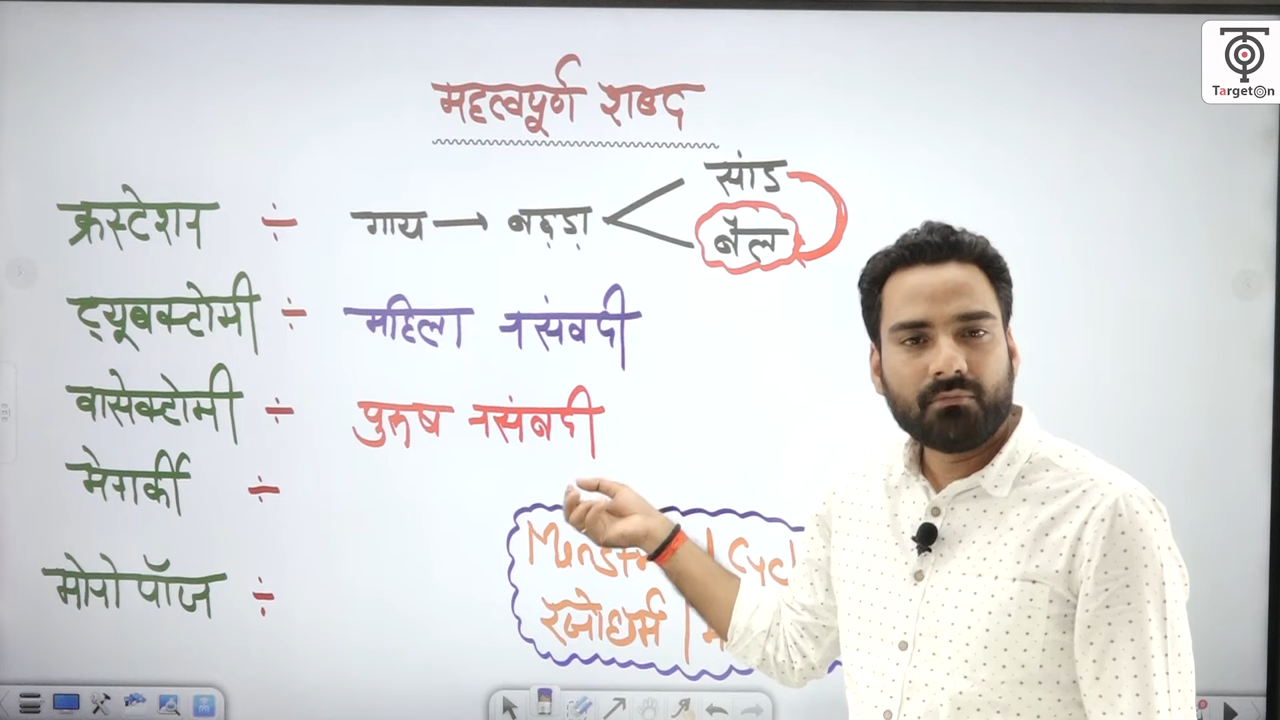 TargetOn
महत्वपूर्ण शब्द
सांड
क्रस्टेशन ÷ गाय → बछड़ा
बैल
ट्यूबक्टोमी ÷ महिला नसंबदी
वासेक्टोमी ÷ पुरुष नसंबदी
मेनार्की ÷
मोनोपॉज ÷
रजोधर्म |